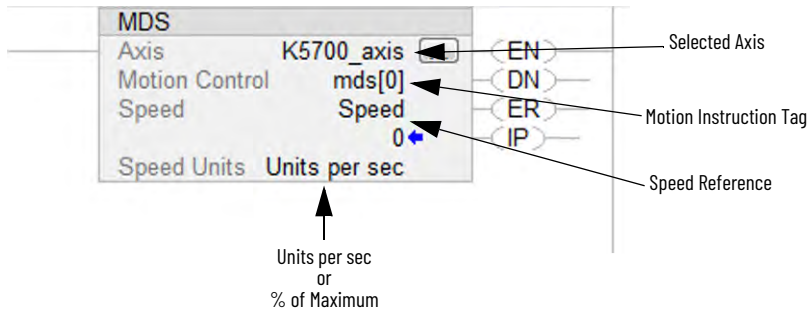 MDS
Axis K5700_axis EN
Motion Control mds[0] DN
Speed Speed ER
0 IP
Speed Units Units per sec
Selected Axis
Motion Instruction Tag
Speed Reference
Units per sec
or
% of Maximum